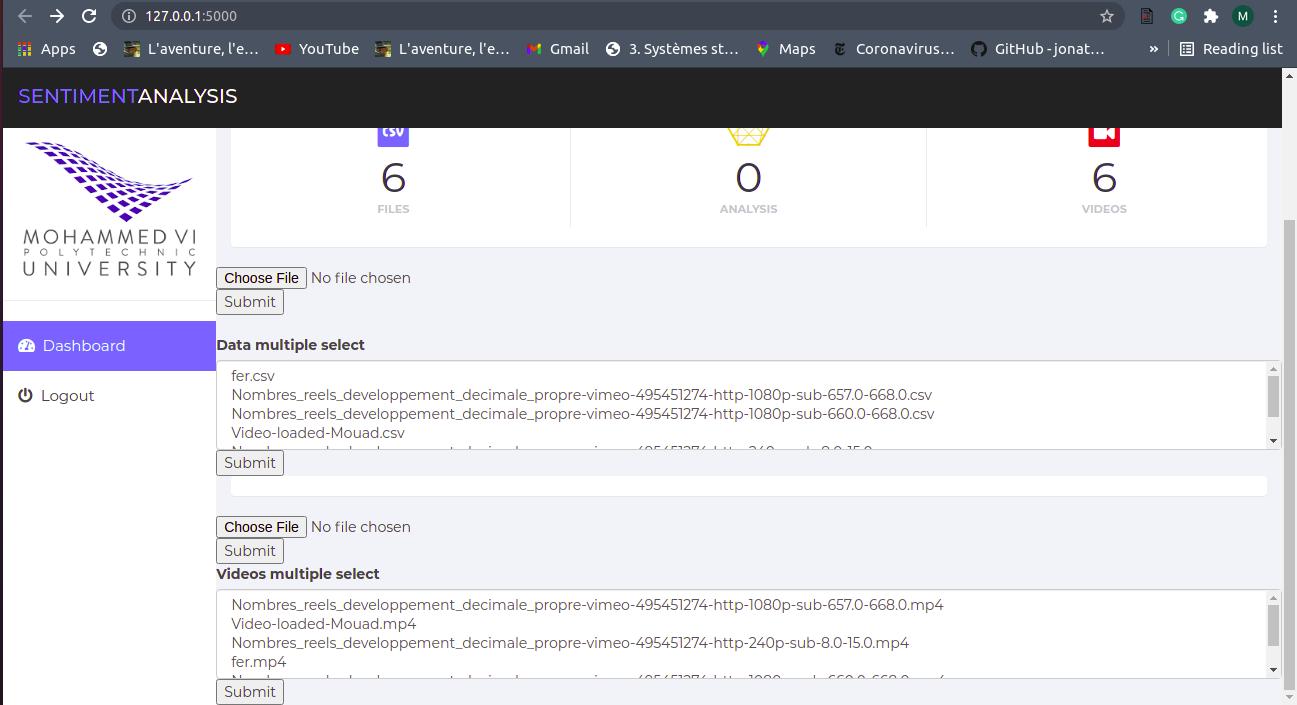 127.0.0.1:5000
M
Apps
L'aventure, l'e...
YouTube
L'aventure, l'e...
Gmail
3. Systèmes st...
Maps
Coronavirus...
GitHub - jonat...
»
Reading list
SENTIMENTANALYSIS
MOHAMMED VI
POLYTECHNIC
UNIVERSITY
Dashboard
Logout
CSV
6
FILES
0
ANALYSIS
6
VIDEOS
Choose File No file chosen
Submit
Data multiple select
fer.csv
Nombres_reels_developpement_decimale_propre-vimeo-495451274-http-1080p-sub-657.0-668.0.csv
Nombres_reels_developpement_decimale_propre-vimeo-495451274-http-1080p-sub-660.0-668.0.csv
Video-loaded-Mouad.csv
Submit
Choose File No file chosen
Submit
Videos multiple select
Nombres_reels_developpement_decimale_propre-vimeo-495451274-http-1080p-sub-657.0-668.0.mp4
Video-loaded-Mouad.mp4
Nombres_reels_developpement_decimale_propre-vimeo-495451274-http-240p-sub-8.0-15.0.mp4
fer.mp4
Submit